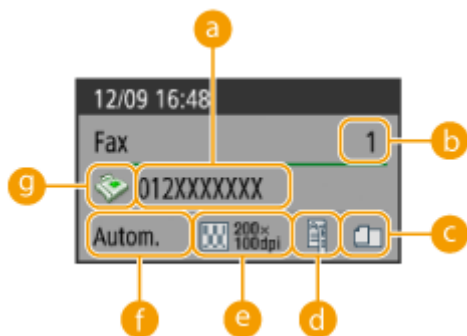 a
12/09 16:48
Fax 1
b
g
012XXXXXXX
Autom. 200× 100dpi
c
f
e
d